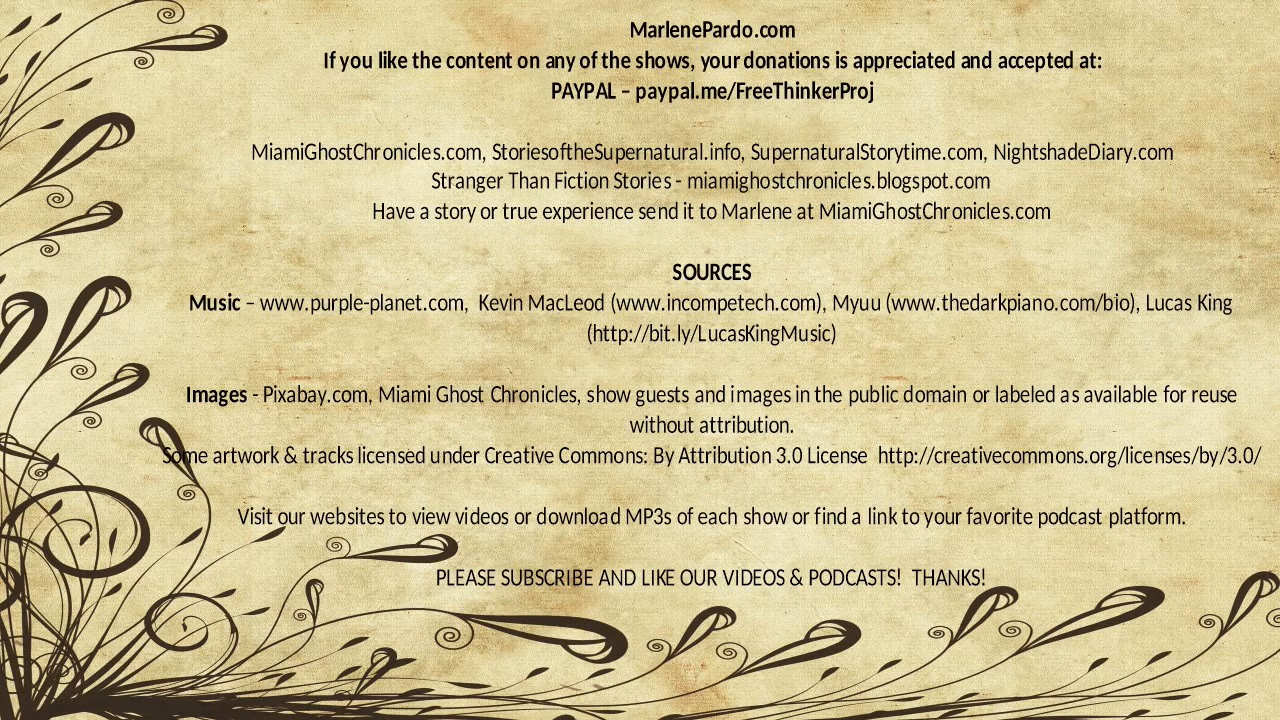 MarlenePardo.com
If you like the content on any of the shows, your donations is appreciated and accepted at:
PAYPAL – paypal.me/FreeThinkerProj
MiamiGhostChronicles.com, StoriesoftheSupernatural.info, SupernaturalStorytime.com, NightshadeDiary.com
Stranger Than Fiction Stories - miamighostchronicles.blogspot.com
Have a story or true experience send it to Marlene at MiamiGhostChronicles.com
SOURCES
Music – www.purple-planet.com,  Kevin MacLeod (www.incompetech.com), Myuu (www.thedarkpiano.com/bio), Lucas King
(http://bit.ly/LucasKingMusic)
Images - Pixabay.com, Miami Ghost Chronicles, show guests and images in the public domain or labeled as available for reuse
without attribution.
Some artwork & tracks licensed under Creative Commons: By Attribution 3.0 License  http://creativecommons.org/licenses/by/3.0/
Visit our websites to view videos or download MP3s of each show or find a link to your favorite podcast platform.
PLEASE SUBSCRIBE AND LIKE OUR VIDEOS & PODCASTS!  THANKS!